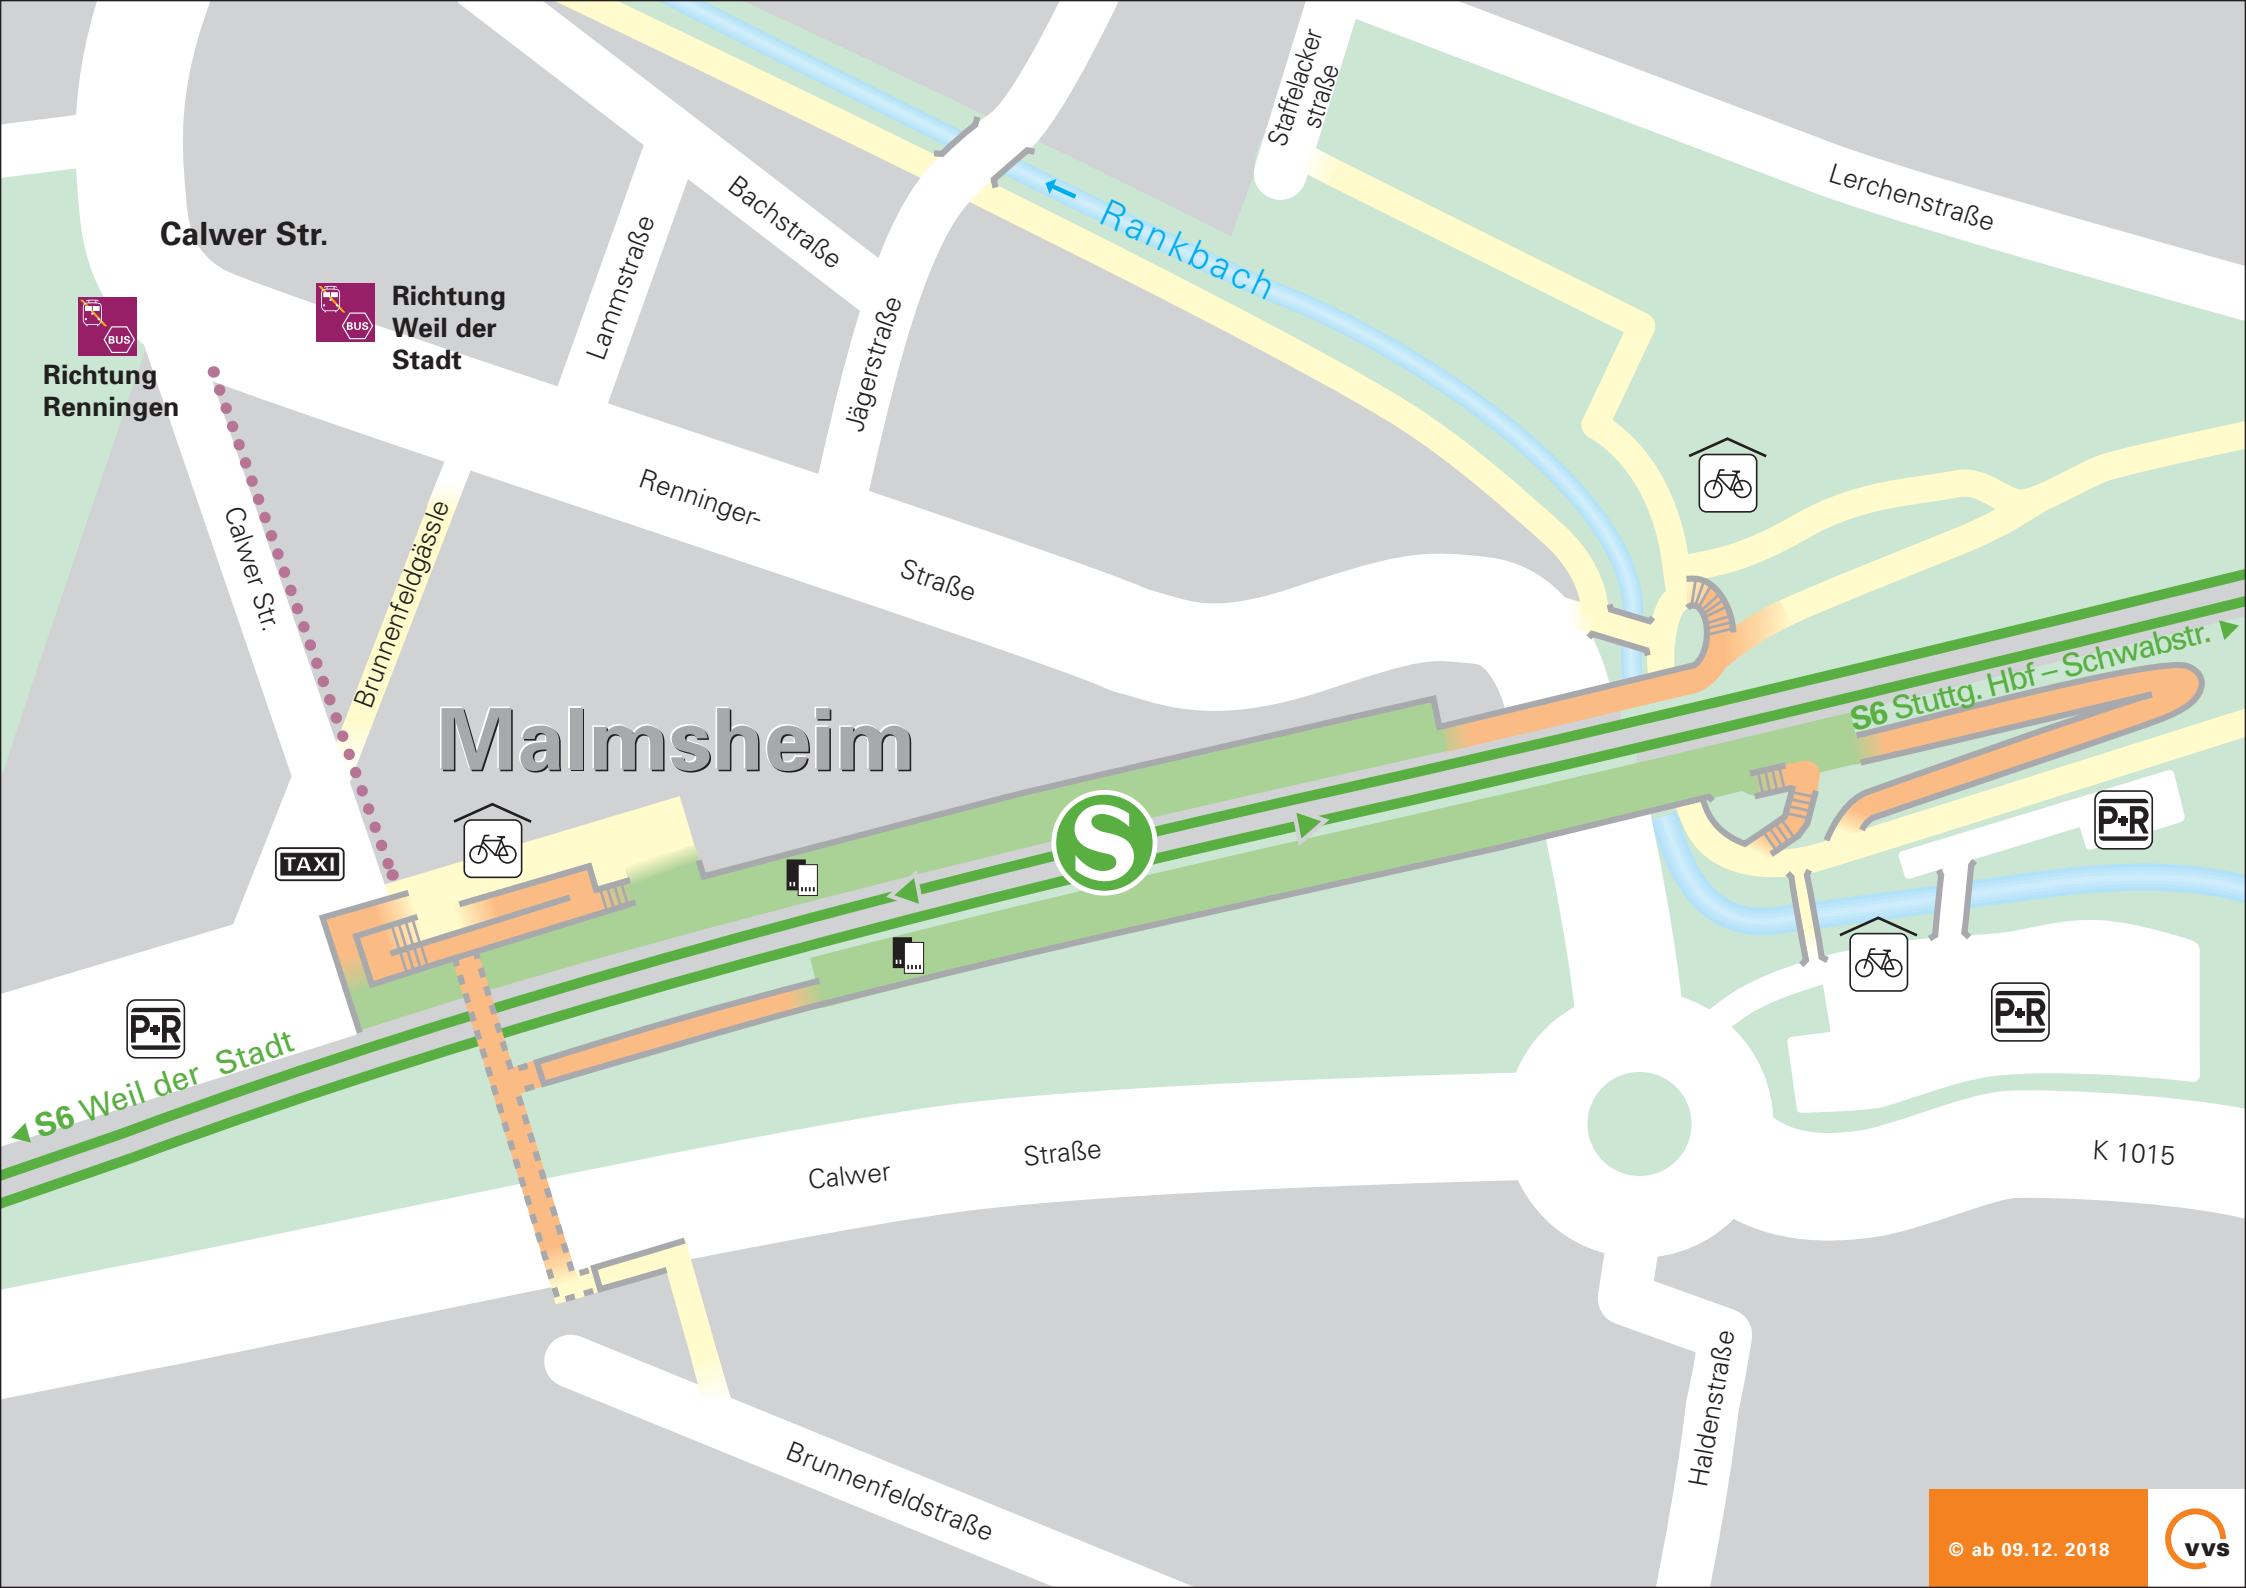 Staffelacker
straße
Lerchenstraße
Bachstraße
Rankbach
Lammstraße
Calwer Str.
BUS
Richtung
Weil der
Stadt
BUS
Richtung
Renningen
Jägerstraße
Renninger-
Straße
Calwer Str.
Brunnenfeldgässle
Malmsheim
S6 Stuttg. Hbf – Schwabstr.
TAXI
S
P+R
P+R
P+R
S6 Weil der Stadt
Calwer
Straße
K 1015
Haldenstraße
Brunnenfeldstraße
© ab 09.12. 2018
vvs